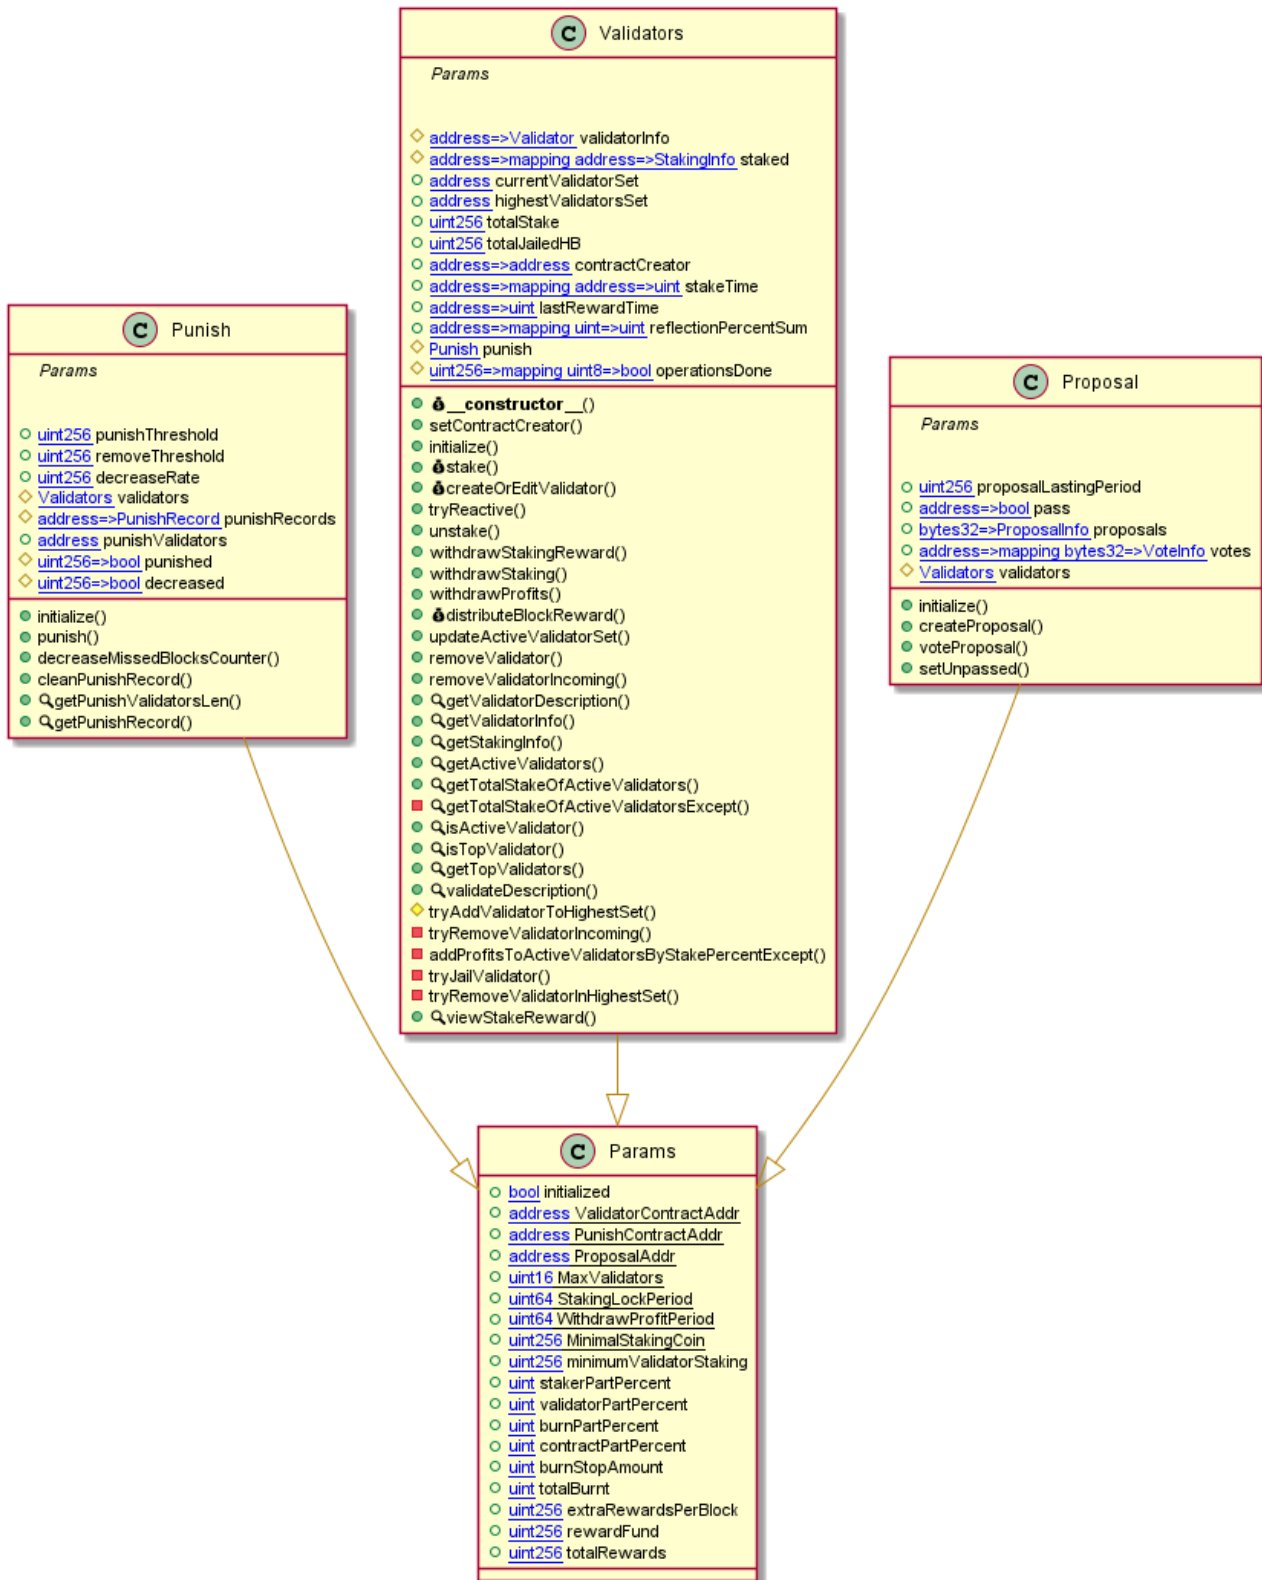 C Validators
Params
address=>Validator validatorInfo
address=>mapping address=>StakingInfo staked
address currentValidatorSet
address highestValidatorsSet
uint256 totalStake
uint256 totalJailedHB
address=>address contractCreator
address=>mapping address=>uint stakeTime
address=>uint lastRewardTime
address=>mapping uint=>uint reflectionPercentSum
Punish punish
uint256=>mapping uint8=>bool operationsDone
__constructor__()
setContractCreator()
initialize()
stake()
createOrEditValidator()
tryReactive()
unstake()
withdrawStakingReward()
withdrawStaking()
withdrawProfits()
distributeBlockReward()
updateActiveValidatorSet()
removeValidator()
removeValidatorIncoming()
getValidatorDescription()
getValidatorInfo()
getStakingInfo()
getActiveValidators()
getTotalStakeOfActiveValidators()
getTotalStakeOfActiveValidatorsExcept()
isActiveValidator()
isTopValidator()
getTopValidators()
validateDescription()
tryAddValidatorToHighestSet()
tryRemoveValidatorIncoming()
addProfitsToActiveValidatorsByStakePercentExcept()
tryJailValidator()
tryRemoveValidatorInHighestSet()
viewStakeReward()
C Punish
Params
uint256 punishThreshold
uint256 removeThreshold
uint256 decreaseRate
Validators validators
address=>PunishRecord punishRecords
address punishValidators
uint256=>bool punished
uint256=>bool decreased
initialize()
punish()
decreaseMissedBlocksCounter()
cleanPunishRecord()
getPunishValidatorsLen()
getPunishRecord()
C Proposal
Params
uint256 proposalLastingPeriod
address=>bool pass
bytes32=>ProposalInfo proposals
address=>mapping bytes32=>VoteInfo votes
Validators validators
initialize()
createProposal()
voteProposal()
setUnpassed()
C Params
bool initialized
address ValidatorContractAddr
address PunishContractAddr
address ProposalAddr
uint16 MaxValidators
uint64 StakingLockPeriod
uint64 WithdrawProfitPeriod
uint256 MinimalStakingCoin
uint256 minimumValidatorStaking
uint stakerPartPercent
uint validatorPartPercent
uint burnPartPercent
uint contractPartPercent
uint burnStopAmount
uint totalBurnt
uint256 extraRewardsPerBlock
uint256 rewardFund
uint256 totalRewards